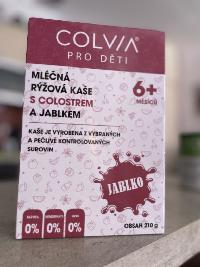 COLVIA
PRO DĚTI
MLÉČNÁ
RÝŽOVÁ KAŠE
S COLOSTREM
A JABLKEM
6+
MĚSÍCŮ
KAŠE JE VYROBENA Z VYBRANÝCH
A PEČLIVĚ KONTROLOVANÝCH
SUROVIN
JABLKO
0%
0%
0%
OBSAH 210 g